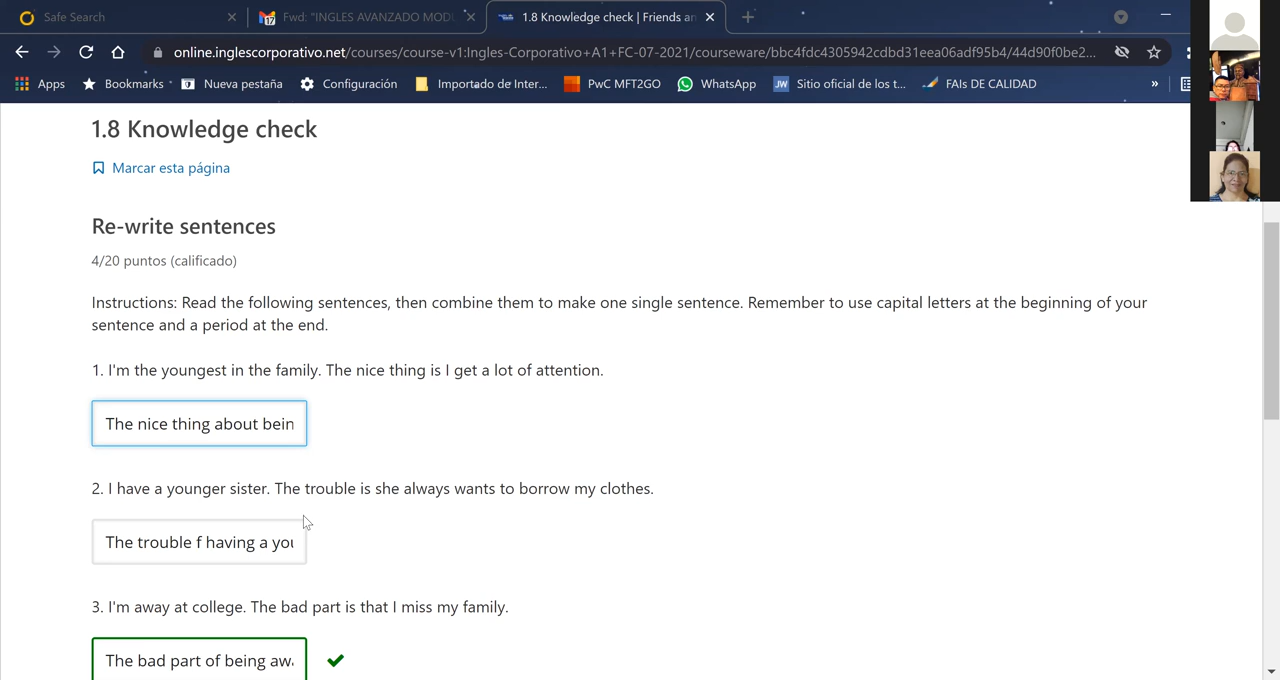 Safe Search
Fwd: "INGLES AVANZADO MODU
1.8 Knowledge check | Friends an
online.inglescorporativo.net/courses/course-v1:Ingles-Corporativo+A1+FC-07-2021/courseware/bbc4fdc4305942cdbd31eea06adf95b4/44d90f0be2...
Apps
Bookmarks
Nueva pestaña
Configuración
Importado de Inter...
PwC MFT2GO
WhatsApp
JW
Sitio oficial de los t...
FAIs DE CALIDAD
»
1.8 Knowledge check
Marcar esta página
Re-write sentences
4/20 puntos (calificado)
Instructions: Read the following sentences, then combine them to make one single sentence. Remember to use capital letters at the beginning of your
sentence and a period at the end.
1. I'm the youngest in the family. The nice thing is I get a lot of attention.
The nice thing about bein
2. I have a younger sister. The trouble is she always wants to borrow my clothes.
The trouble f having a you
3. I'm away at college. The bad part is that I miss my family.
The bad part of being awa